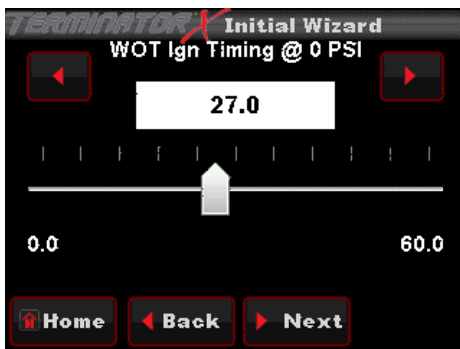 TERMINATOR X Initial Wizard
WOT Ign Timing @ 0 PSI
27.0
0.0 60.0
Home Back Next